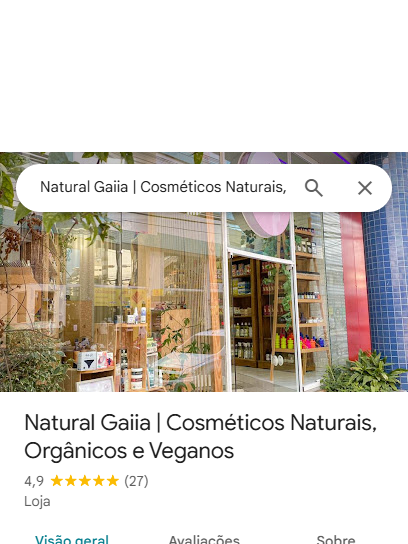 Natural Gaiia | Cosméticos Naturais,
Natural Gaiia | Cosméticos Naturais,
Orgânicos e Veganos
4,9 (27)
Loja
Visão geral Avaliações Sobre